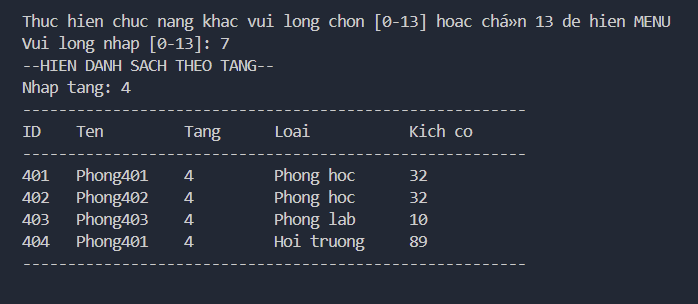 Thuc hien chuc nang khac vui long chon [0-13] hoac chá»n 13 de hien MENU
Vui long nhap [0-13]: 7
--HIEN DANH SACH THEO TANG--
Nhap tang: 4
--------------------------------------------------------
ID Ten Tang Loai Kich co
--------------------------------------------------------
401 Phong401 4 Phong hoc 32
402 Phong402 4 Phong hoc 32
403 Phong403 4 Phong lab 10
404 Phong401 4 Hoi truong 89
--------------------------------------------------------